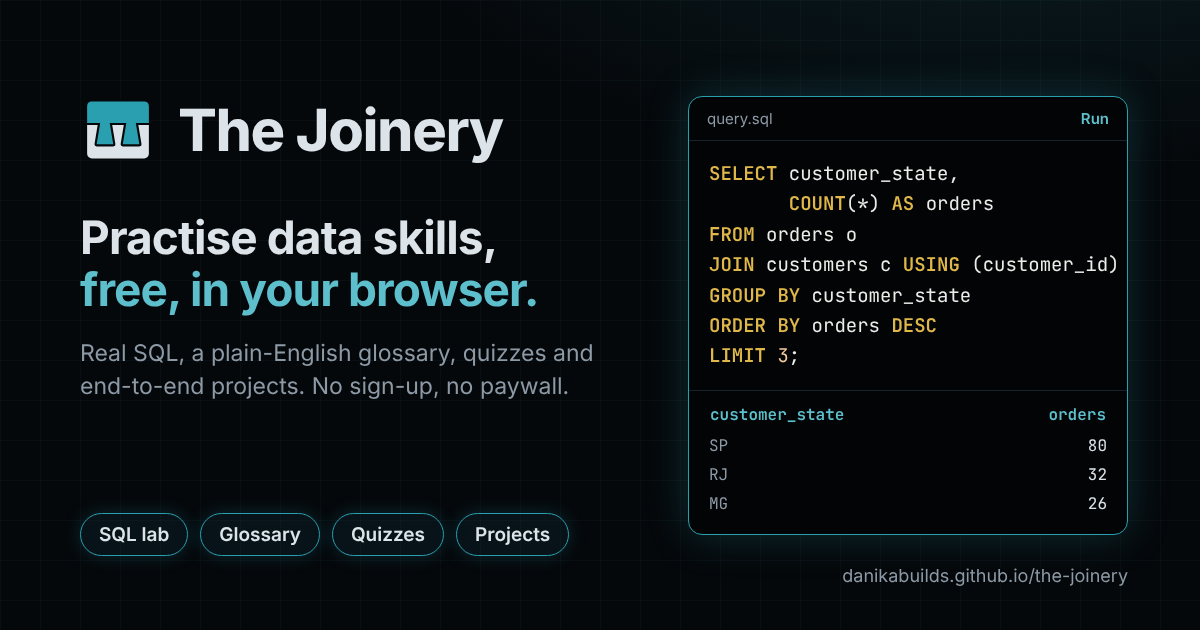 The Joinery
Practise data skills,
free, in your browser.
Real SQL, a plain-English glossary, quizzes and
end-to-end projects. No sign-up, no paywall.
SQL lab
Glossary
Quizzes
Projects
query.sql
Run
SELECT customer_state,
COUNT(*) AS orders
FROM orders o
JOIN customers c USING (customer_id)
GROUP BY customer_state
ORDER BY orders DESC
LIMIT 3;
customer_state orders
SP 80
RJ 32
MG 26
danikabuilds.github.io/the-joinery